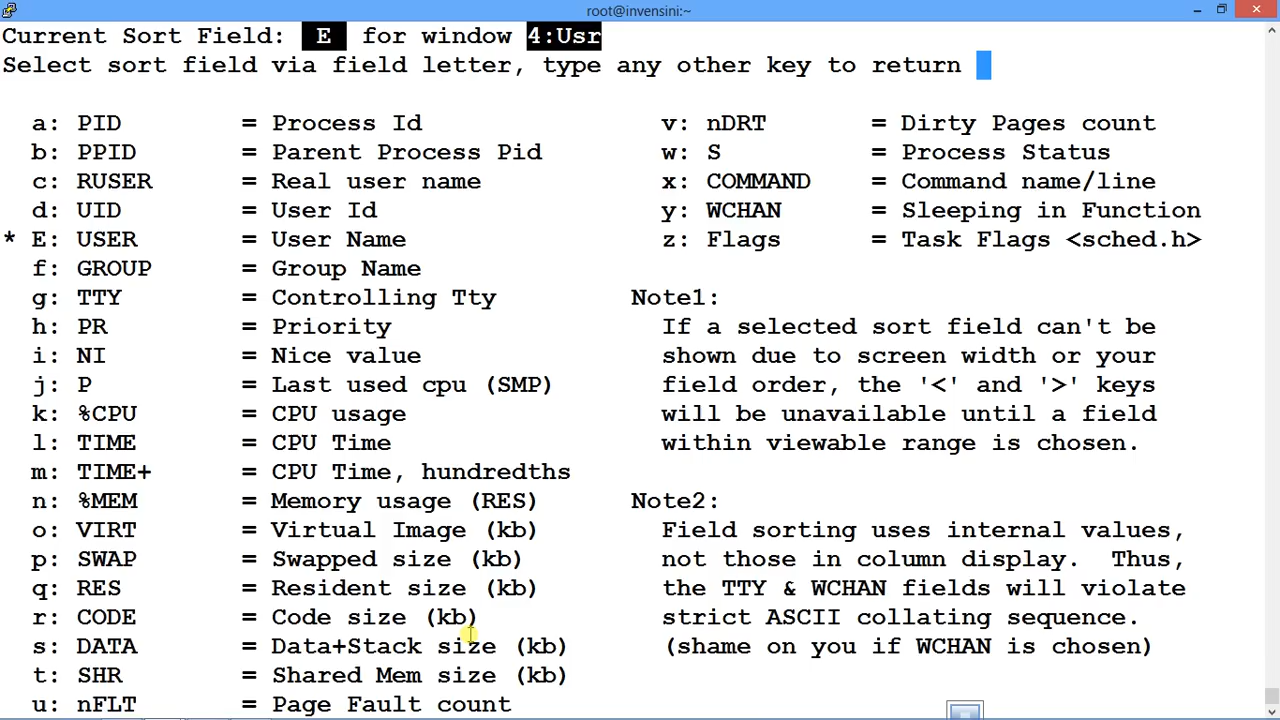 root@invensini:~
Current Sort Field:  E  for window 4:Usr
Select sort field via field letter, type any other key to return
a: PID = Process Id
b: PPID = Parent Process Pid
c: RUSER = Real user name
d: UID = User Id
* E: USER = User Name
f: GROUP = Group Name
g: TTY = Controlling Tty
h: PR = Priority
i: NI = Nice value
j: P = Last used cpu (SMP)
k: %CPU = CPU usage
l: TIME = CPU Time
m: TIME+ = CPU Time, hundredths
n: %MEM = Memory usage (RES)
o: VIRT = Virtual Image (kb)
p: SWAP = Swapped size (kb)
q: RES = Resident size (kb)
r: CODE = Code size (kb)
s: DATA = Data+Stack size (kb)
t: SHR = Shared Mem size (kb)
u: nFLT = Page Fault count
v: nDRT = Dirty Pages count
w: S = Process Status
x: COMMAND = Command name/line
y: WCHAN = Sleeping in Function
z: Flags = Task Flags <sched.h>
Note1:
If a selected sort field can't be
shown due to screen width or your
field order, the '<' and '>' keys
will be unavailable until a field
within viewable range is chosen.
Note2:
Field sorting uses internal values,
not those in column display.  Thus,
the TTY & WCHAN fields will violate
strict ASCII collating sequence.
(shame on you if WCHAN is chosen)